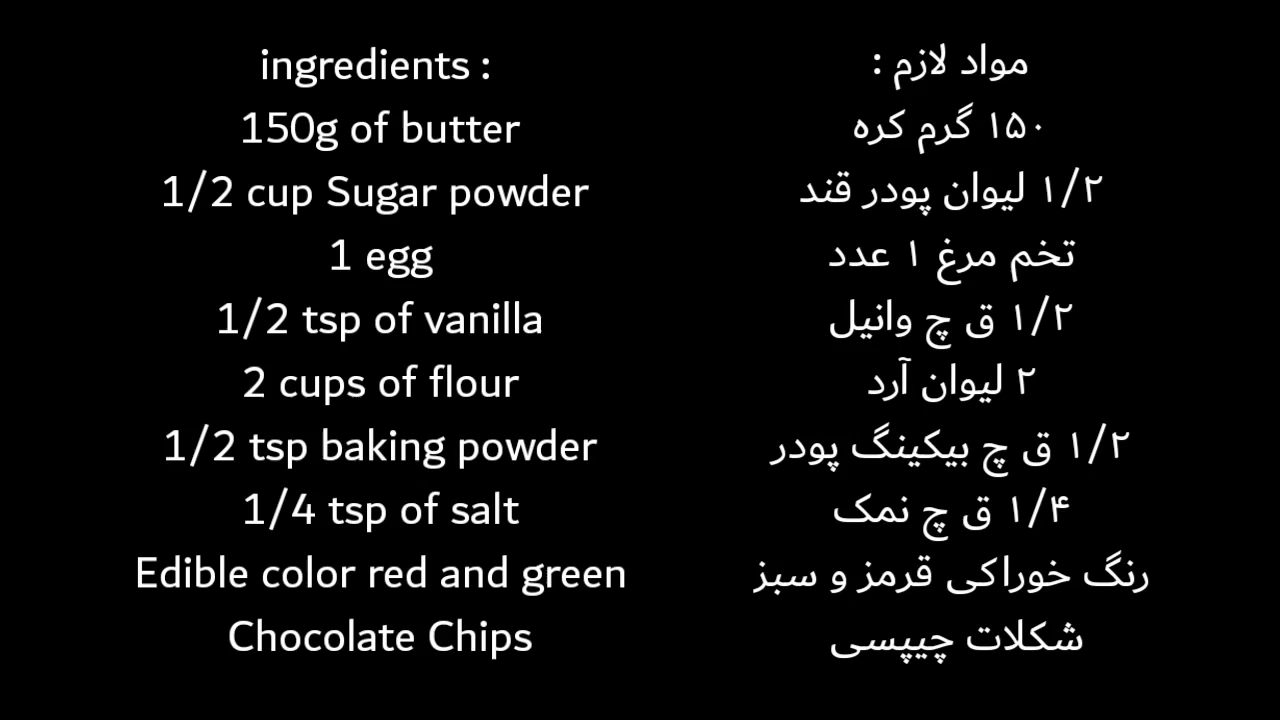 ingredients :
150g of butter
1/2 cup Sugar powder
1 egg
1/2 tsp of vanilla
2 cups of flour
1/2 tsp baking powder
1/4 tsp of salt
Edible color red and green
Chocolate Chips
مواد لازم :
۱۵۰ گرم کره
۱/۲ لیوان پودر قند
تخم مرغ ۱ عدد
۱/۲ ق چ وانیل
۲ لیوان آرد
۱/۲ ق چ بیکینگ پودر
۱/۴ ق چ نمک
رنگ خوراکی قرمز و سبز
شکلات چیپسی